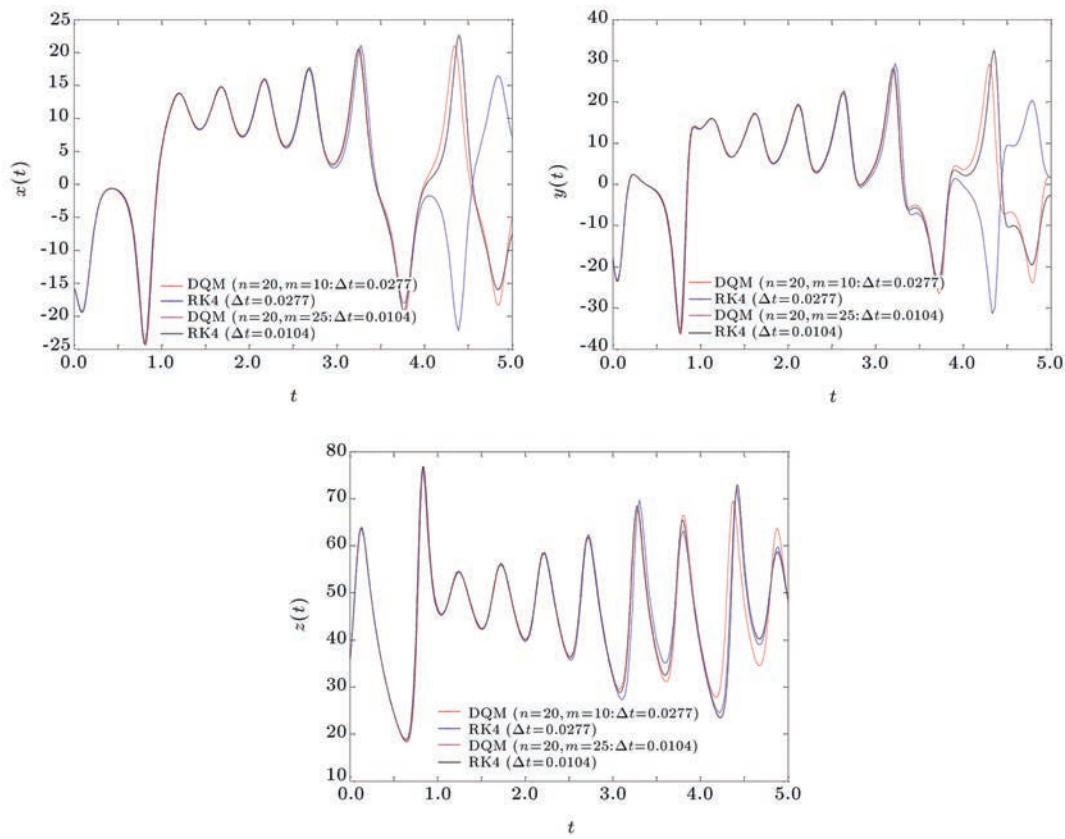 25
20
15
10
5
0
-5
-10
-15
-20
-25
x(t)
DQM (n=20, m=10:Δt=0.0277)
RK4 (Δt=0.0277)
DQM (n=20, m=25:Δt=0.0104)
RK4 (Δt=0.0104)
0.0 1.0 2.0 3.0 4.0 5.0
t
40
30
20
10
0
-10
-20
-30
-40
y(t)
DQM (n=20, m=10:Δt=0.0277)
RK4 (Δt=0.0277)
DQM (n=20, m=25:Δt=0.0104)
RK4 (Δt=0.0104)
0.0 1.0 2.0 3.0 4.0 5.0
t
80
70
60
50
40
30
20
10
z(t)
DQM (n=20, m=10:Δt=0.0277)
RK4 (Δt=0.0277)
DQM (n=20, m=25:Δt=0.0104)
RK4 (Δt=0.0104)
0.0 1.0 2.0 3.0 4.0 5.0
t